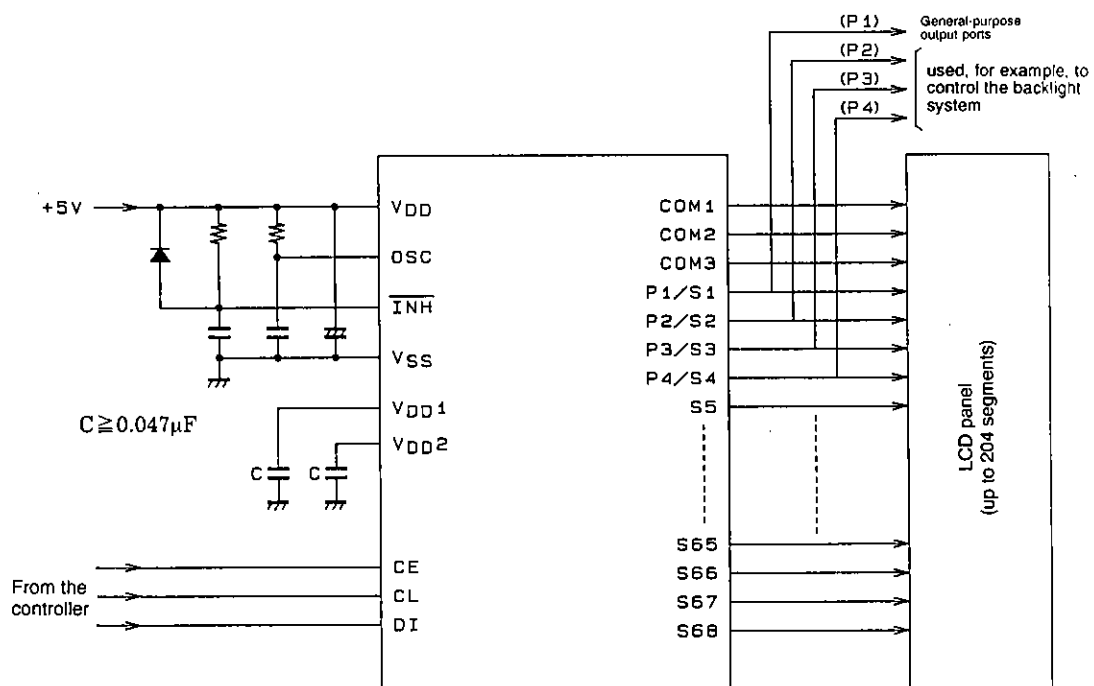 (P1)
General-purpose
output ports
(P2)
(P3)
(P4)
used, for example, to
control the backlight
system
+5V
VDD
OSC
INH
VSS
VDD1
VDD2
C≧0.047μF
C
C
From the
controller
CE
CL
DI
COM1
COM2
COM3
P1/S1
P2/S2
P3/S3
P4/S4
S5
S65
S66
S67
S68
LCD panel
(up to 204 segments)